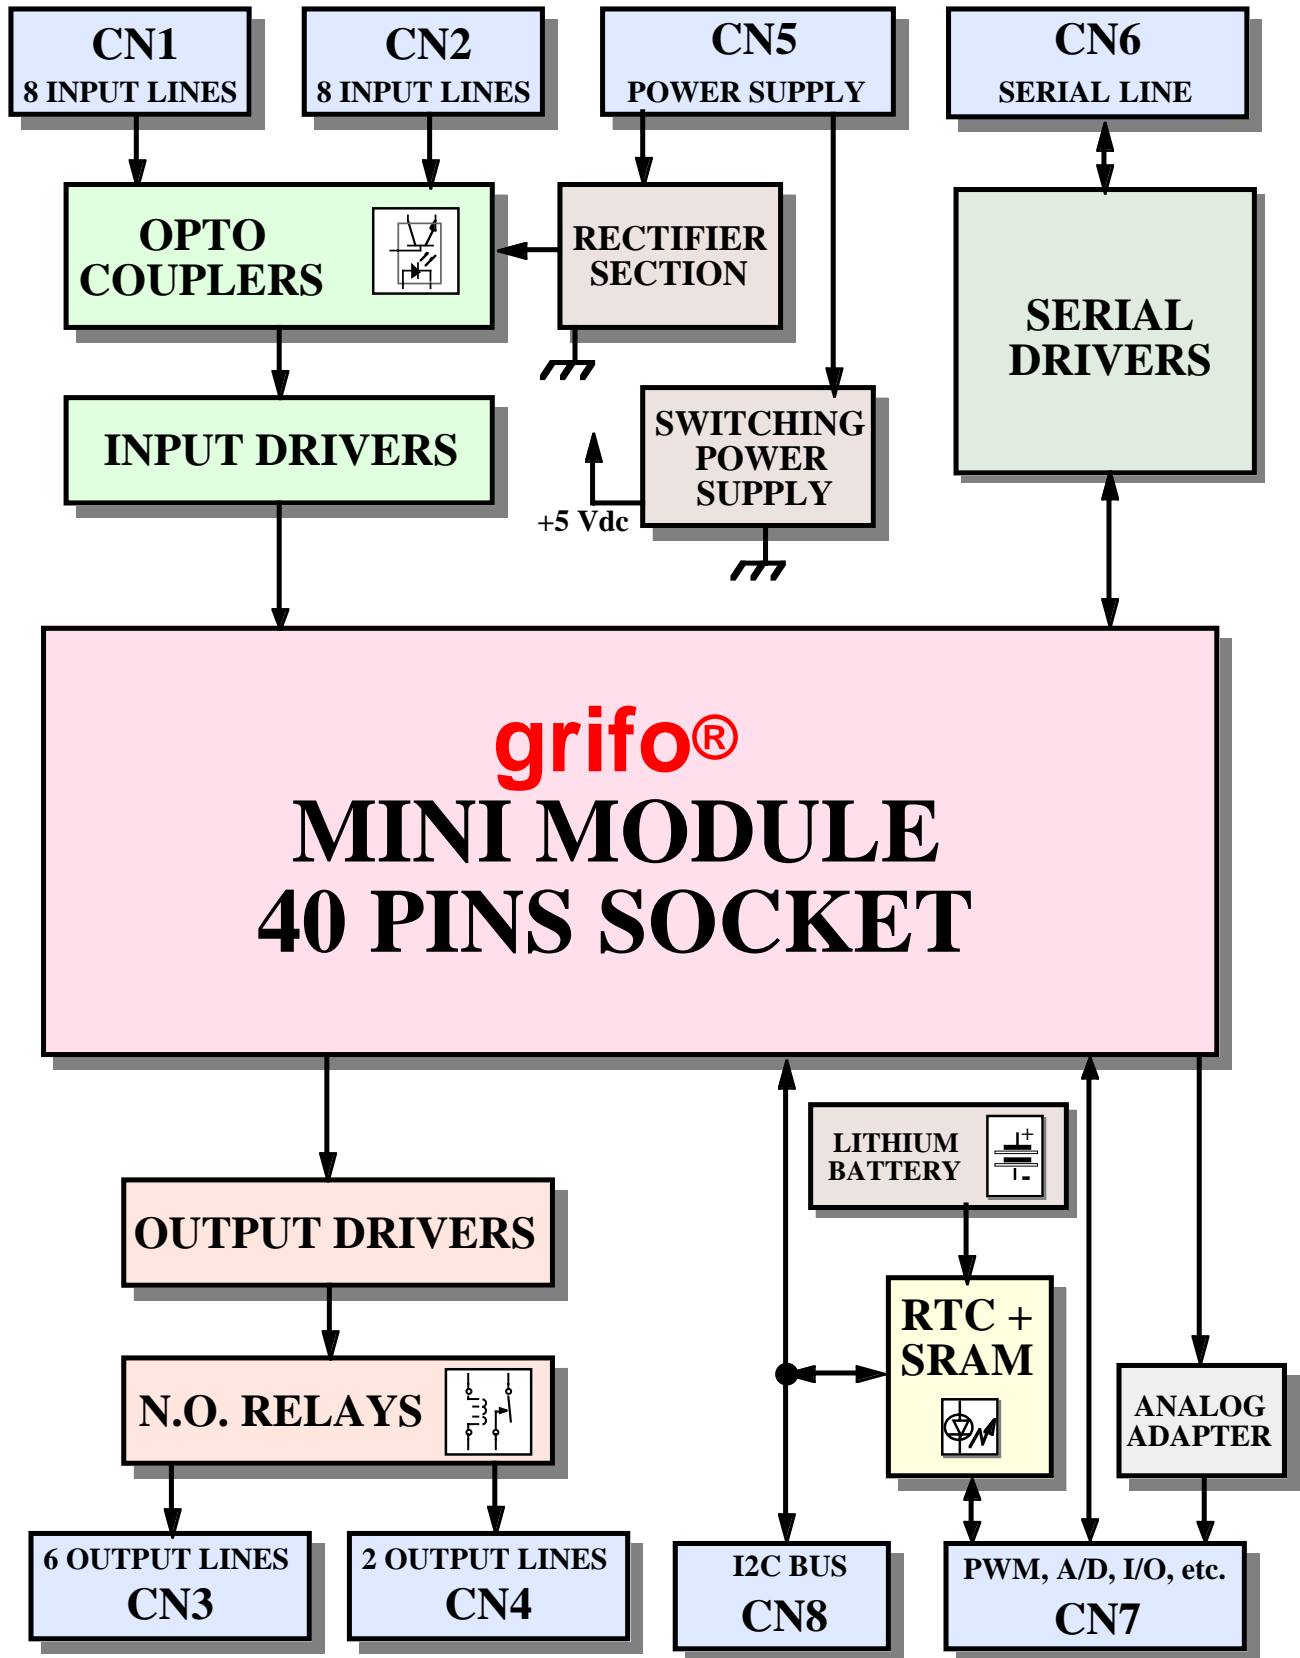 CN1
8 INPUT LINES
CN2
8 INPUT LINES
CN5
POWER SUPPLY
CN6
SERIAL LINE
OPTO
COUPLERS
RECTIFIER
SECTION
SERIAL
DRIVERS
INPUT DRIVERS
SWITCHING
POWER
SUPPLY
+5 Vdc
grifo®
MINI MODULE
40 PINS SOCKET
LITHIUM
BATTERY
+
-
OUTPUT DRIVERS
RTC +
SRAM
N.O. RELAYS
ANALOG
ADAPTER
6 OUTPUT LINES
CN3
2 OUTPUT LINES
CN4
I2C BUS
CN8
PWM, A/D, I/O, etc.
CN7